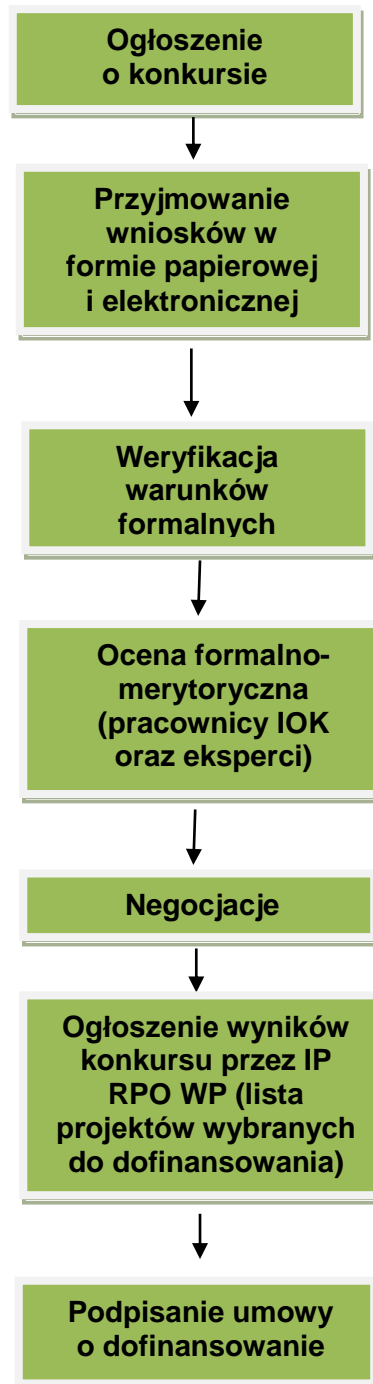 Ogłoszenie
o konkursie
Przyjmowanie
wniosków w
formie papierowej
i elektronicznej
Weryfikacja
warunków
formalnych
Ocena formalno-
merytoryczna
(pracownicy IOK
oraz eksperci)
Negocjacje
Ogłoszenie wyników
konkursu przez IP
RPO WP (lista
projektów wybranych
do dofinansowania)
Podpisanie umowy
o dofinansowanie